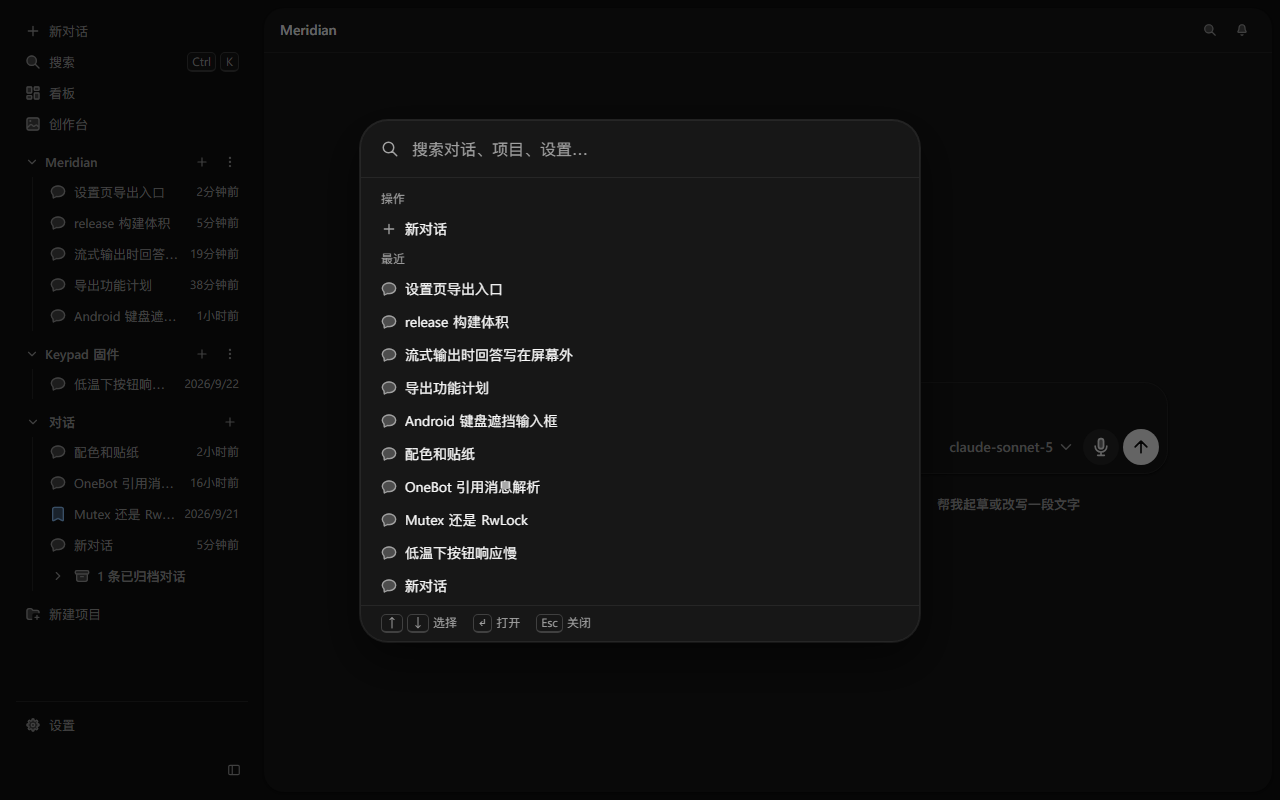 新对话
搜索 Ctrl K
看板
创作台
Meridian
设置页导出入口 2分钟前
release 构建体积 5分钟前
流式输出时回答... 19分钟前
导出功能计划 38分钟前
Android 键盘遮... 1小时前
Keypad 固件
低温下按钮响... 2026/9/22
对话
配色和贴纸 2小时前
OneBot 引用消... 16小时前
Mutex 还是 Rw... 2026/9/21
新对话 5分钟前
1 条已归档对话
新建项目
设置
Meridian
搜索对话、项目、设置...
操作
新对话
最近
设置页导出入口
release 构建体积
流式输出时回答写在屏幕外
导出功能计划
Android 键盘遮挡输入框
配色和贴纸
OneBot 引用消息解析
Mutex 还是 RwLock
低温下按钮响应慢
新对话
↑ ↓ 选择 ↵ 打开 Esc 关闭
claude-sonnet-5
帮我起草或改写一段文字